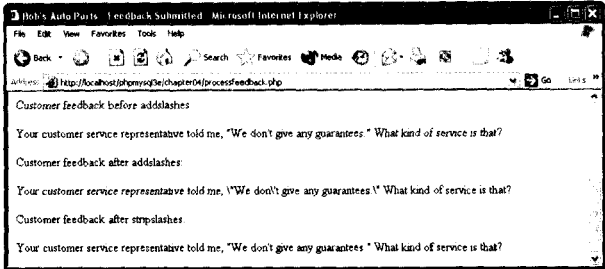 Bob's Auto Parts - Feedback Submitted - Microsoft Internet Explorer
File Edit View Favorites Tools Help
Back Search Favorites Media
Address http://localhost/phpmysql3e/chapter04/processfeedback.php Go Links »
Customer feedback before addslashes
Your customer service representative told me, "We don't give any guarantees." What kind of service is that?
Customer feedback after addslashes:
Your customer service representative told me, \"We don\'t give any guarantees.\" What kind of service is that?
Customer feedback after stripslashes.
Your customer service representative told me, "We don't give any guarantees " What kind of service is that?